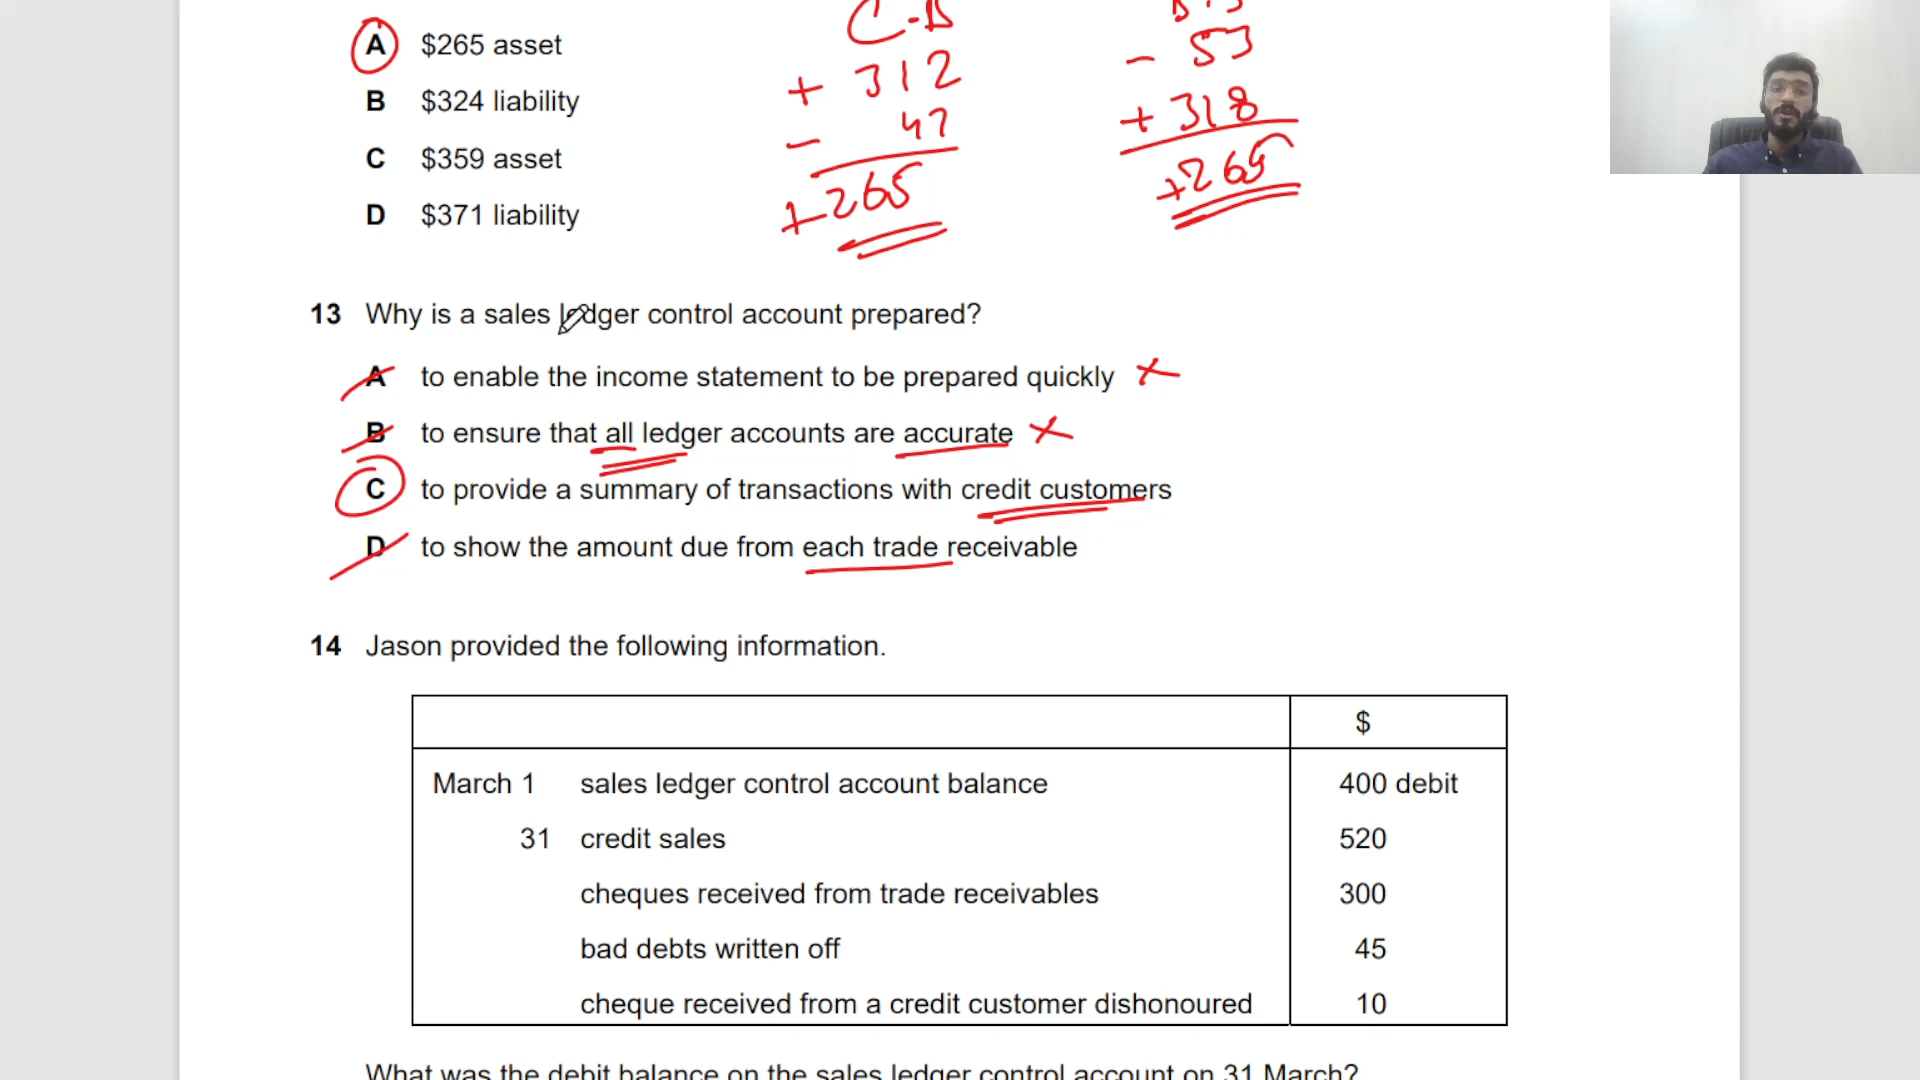 A $265 asset
B $324 liability
C $359 asset
D $371 liability
C.B
+ 312
- 47
+265
- 53
+ 318
+265
13 Why is a sales ledger control account prepared?
A to enable the income statement to be prepared quickly
B to ensure that all ledger accounts are accurate
C to provide a summary of transactions with credit customers
D to show the amount due from each trade receivable
14 Jason provided the following information.
$
March 1 sales ledger control account balance 400 debit
31 credit sales 520
cheques received from trade receivables 300
bad debts written off 45
cheque received from a credit customer dishonoured 10
What was the debit balance on the sales ledger control account on 31 March?